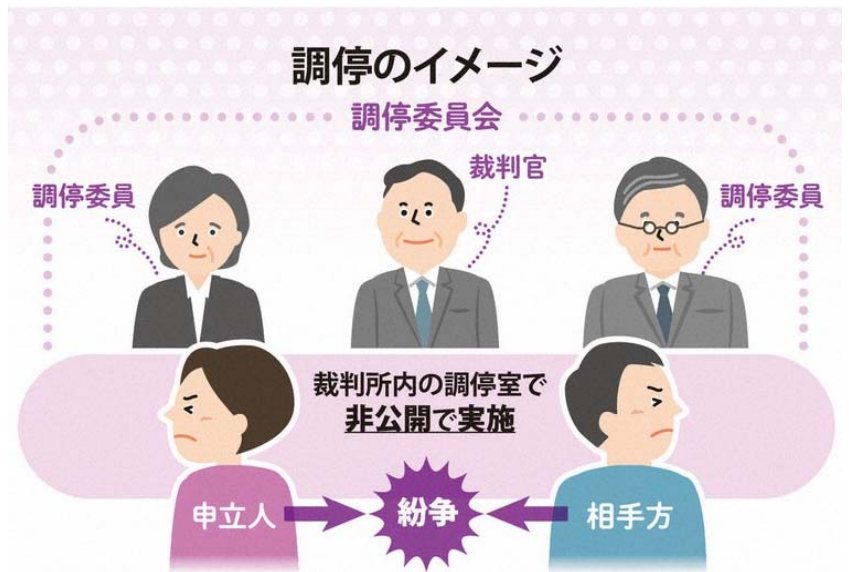 調停のイメージ
調停委員会
裁判官
調停委員
調停委員
裁判所内の調停室で
非公開で実施
申立人
紛争
相手方